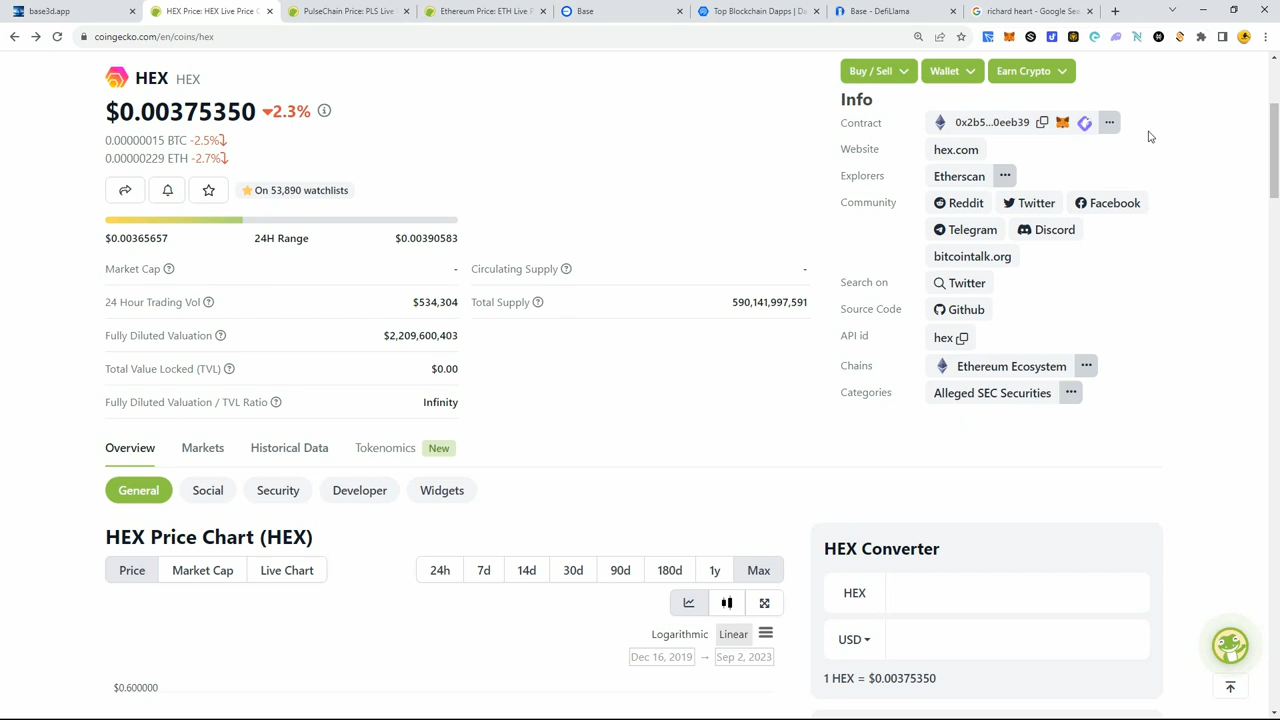 base3d.app
HEX Price: HEX Live Price C
PulseChain Price: PLS Live
Ethereum Price: ETH Live P
Base
Top Blockchain Dapps | Da
Base - DefiLlama
richard heart - Google Sea
coingecko.com/en/coins/hex
HEX HEX
$0.00375350 2.3%
0.00000015 BTC -2.5%
0.00000229 ETH -2.7%
On 53,890 watchlists
$0.00365657 24H Range $0.00390583
Market Cap -
Circulating Supply -
24 Hour Trading Vol $534,304
Total Supply 590,141,997,591
Fully Diluted Valuation $2,209,600,403
Total Value Locked (TVL) $0.00
Fully Diluted Valuation / TVL Ratio Infinity
Buy / Sell Wallet Earn Crypto
Info
Contract 0x2b5...0eeb39
Website hex.com
Explorers Etherscan
Community Reddit Twitter Facebook
Telegram Discord
bitcointalk.org
Search on Twitter
Source Code Github
API id hex
Chains Ethereum Ecosystem
Categories Alleged SEC Securities
Overview Markets Historical Data Tokenomics New
General Social Security Developer Widgets
HEX Price Chart (HEX)
Price Market Cap Live Chart
24h 7d 14d 30d 90d 180d 1y Max
Logarithmic Linear
Dec 16, 2019 → Sep 2, 2023
$0.600000
HEX Converter
HEX
USD
1 HEX = $0.00375350